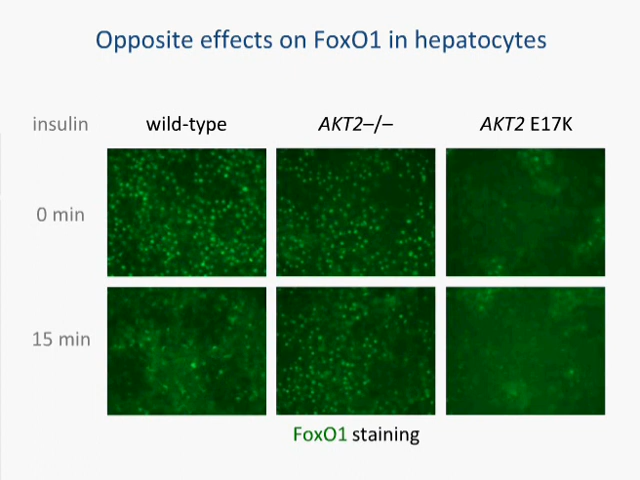 Opposite effects on FoxO1 in hepatocytes
insulin wild-type AKT2–/– AKT2 E17K
0 min
15 min
FoxO1 staining